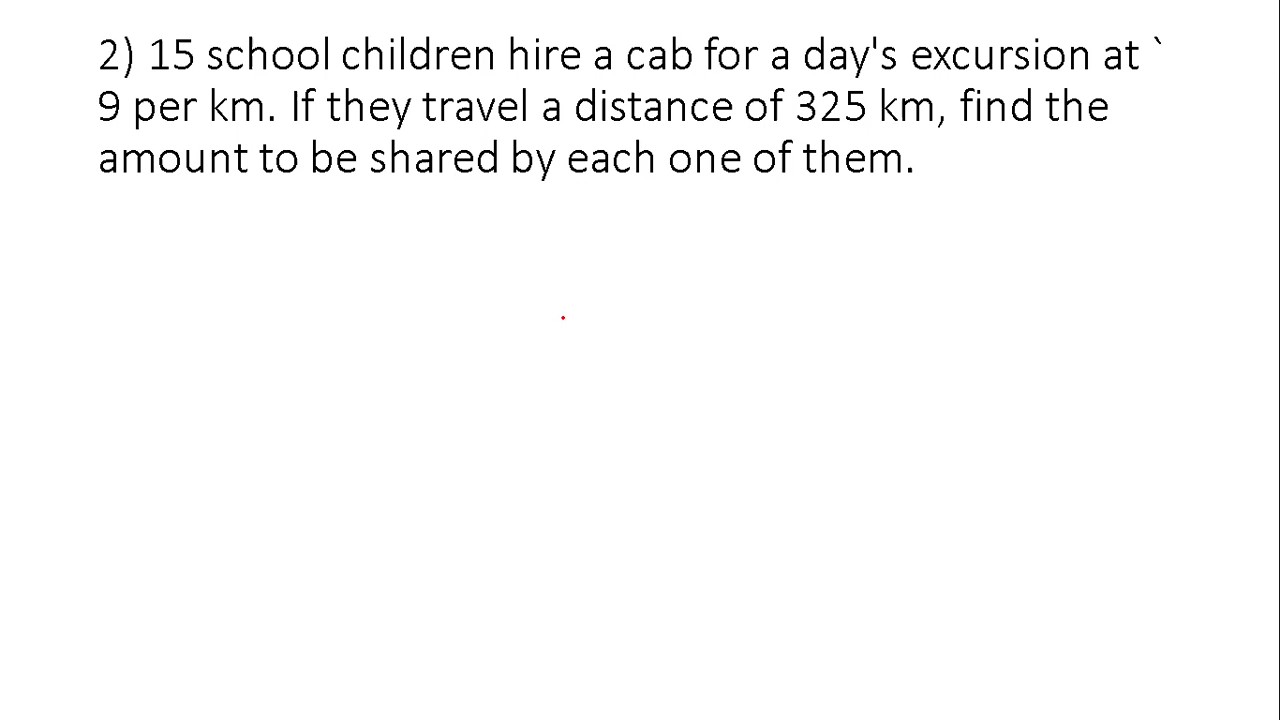 2) 15 school children hire a cab for a day's excursion at `
9 per km. If they travel a distance of 325 km, find the
amount to be shared by each one of them.